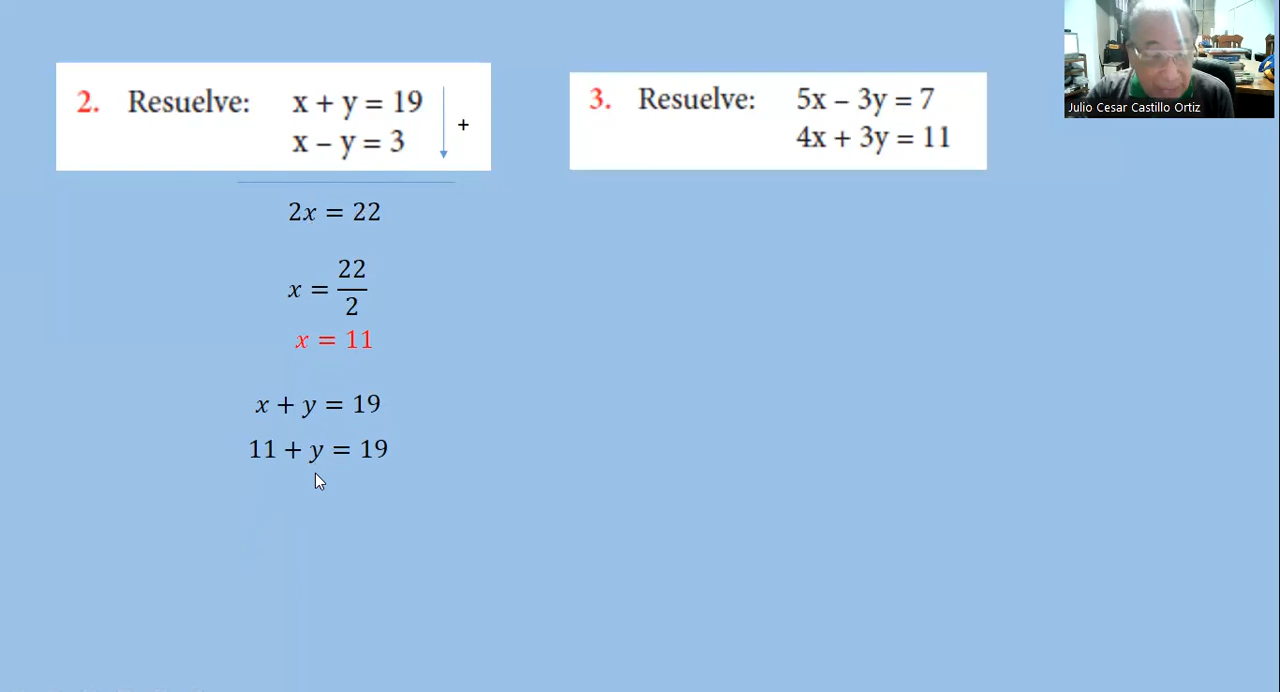 2. Resuelve: x + y = 19
x – y = 3
+
2x = 22
x = 22/2
x = 11
x + y = 19
11 + y = 19
3. Resuelve: 5x – 3y = 7
4x + 3y = 11
Julio Cesar Castillo Ortiz